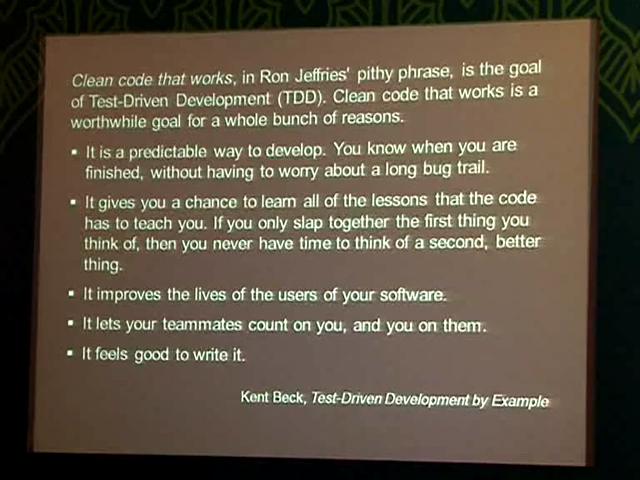 Clean code that works, in Ron Jeffries' pithy phrase, is the goal
of Test-Driven Development (TDD). Clean code that works is a
worthwhile goal for a whole bunch of reasons.
▪ It is a predictable way to develop. You know when you are
finished, without having to worry about a long bug trail.
▪ It gives you a chance to learn all of the lessons that the code
has to teach you. If you only slap together the first thing you
think of, then you never have time to think of a second, better
thing.
▪ It improves the lives of the users of your software.
▪ It lets your teammates count on you, and you on them.
▪ It feels good to write it.
Kent Beck, Test-Driven Development by Example